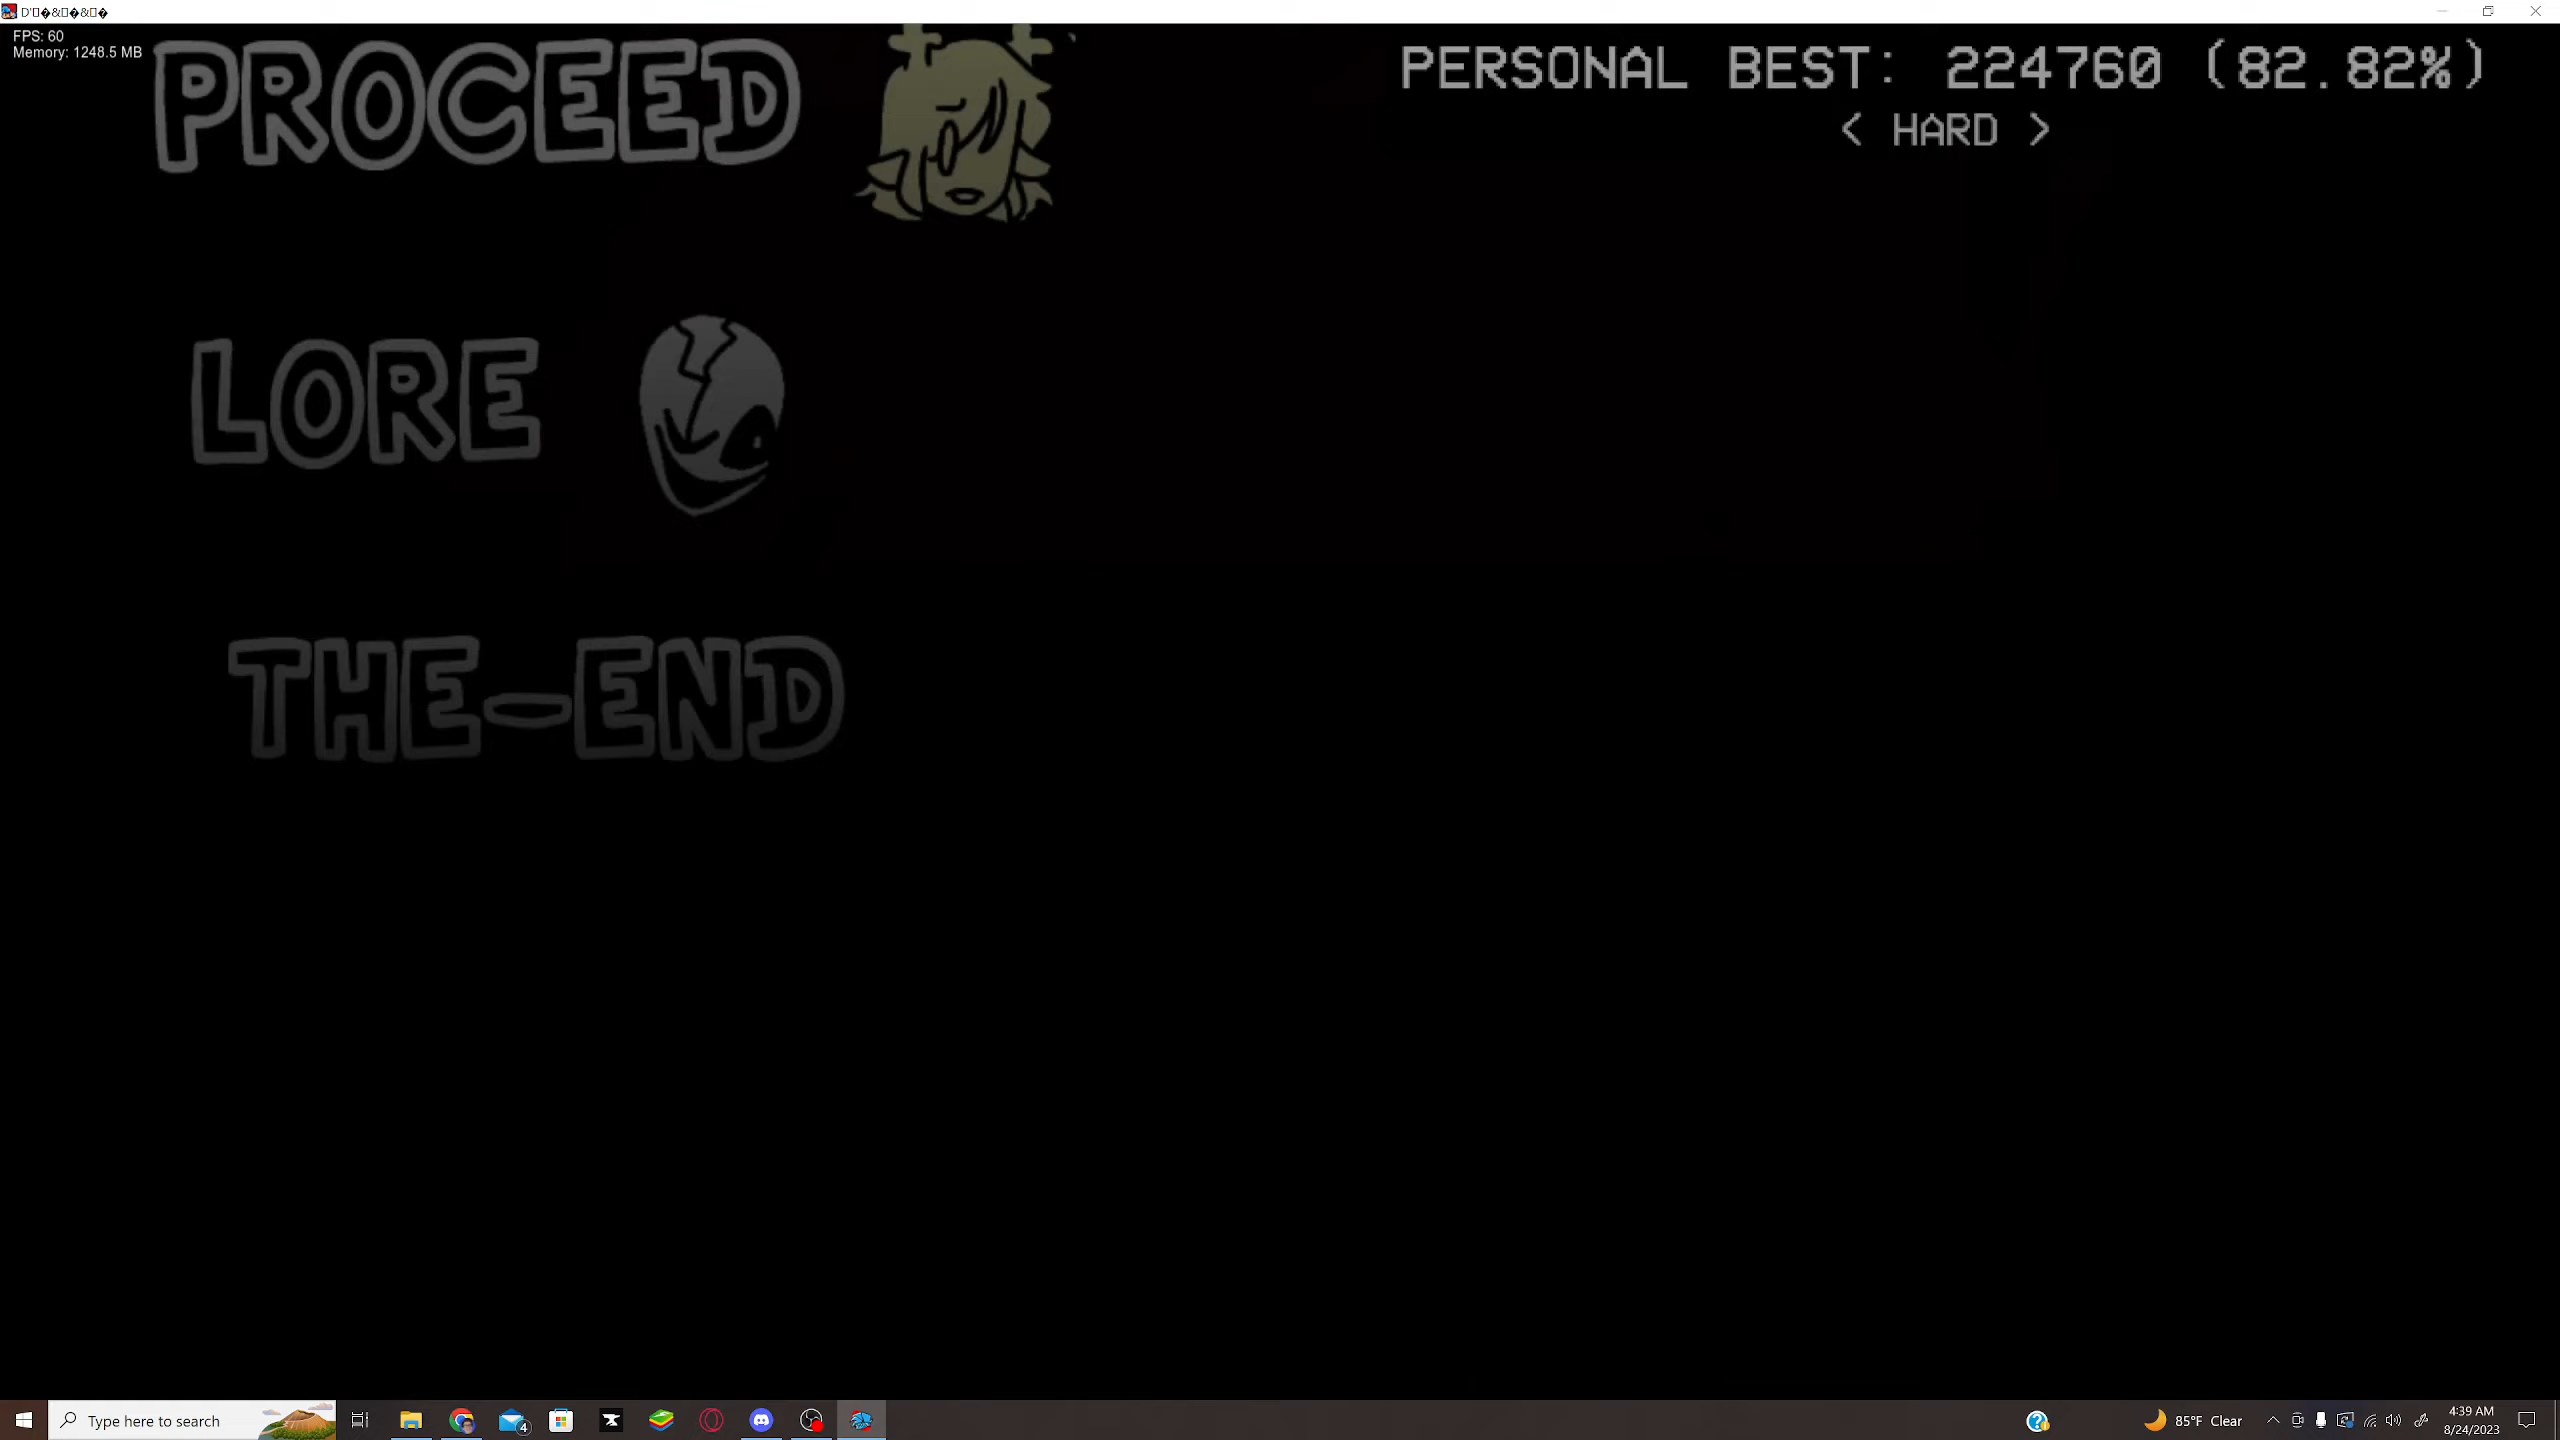 D'▯�&▯�&▯�
FPS: 60
Memory: 1248.5 MB
PROCEED
PERSONAL BEST: 224760 (82.82%)
< HARD >
LORE
THE-END
Type here to search
4
85°F Clear
4:39 AM
8/24/2023